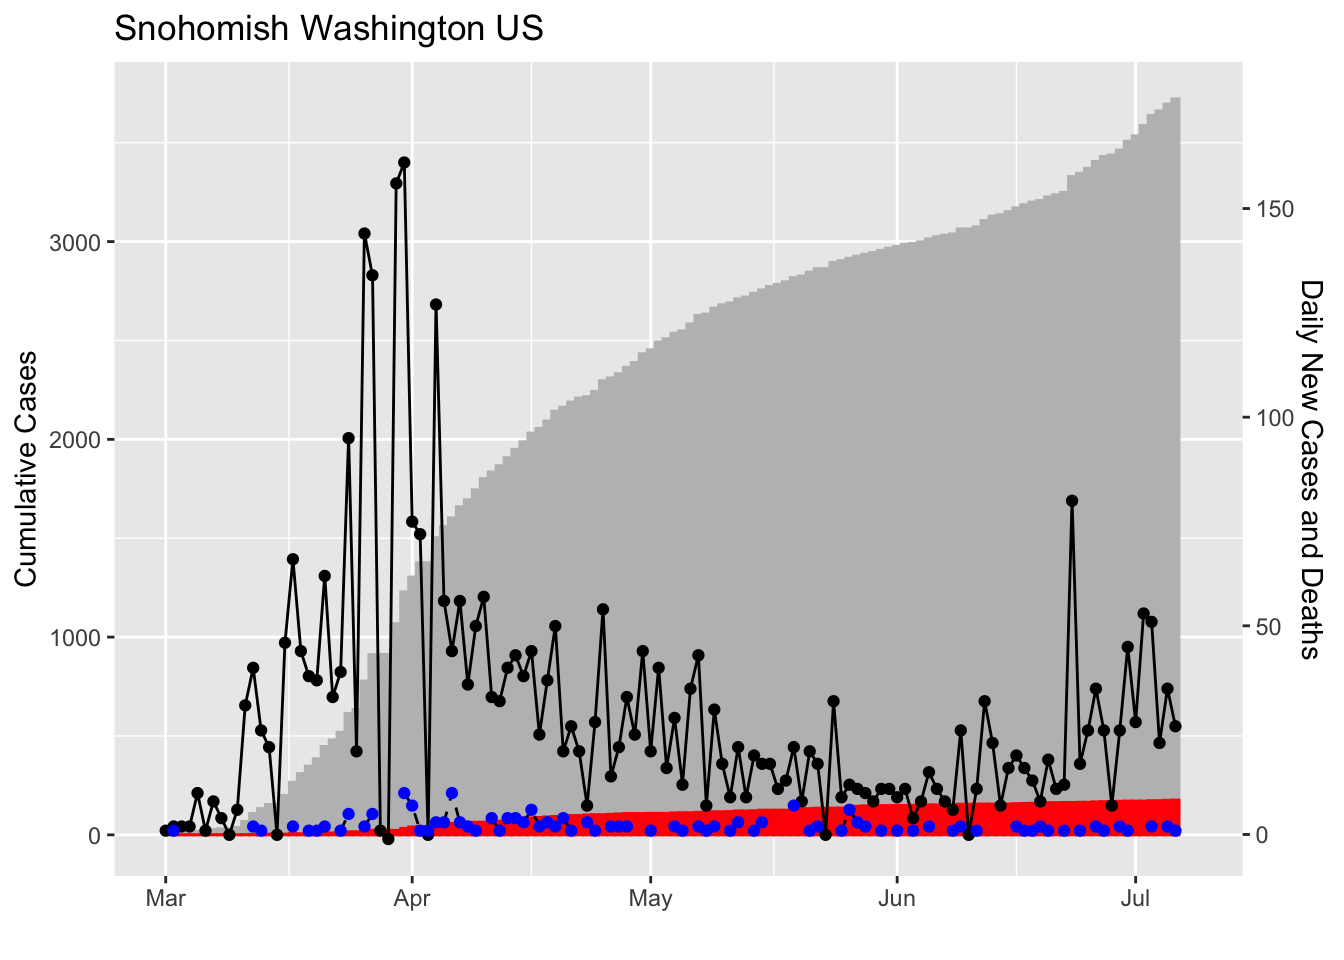 Snohomish Washington US
Cumulative Cases
3000
2000
1000
0
150
100
50
0
Daily New Cases and Deaths
Mar Apr May Jun Jul